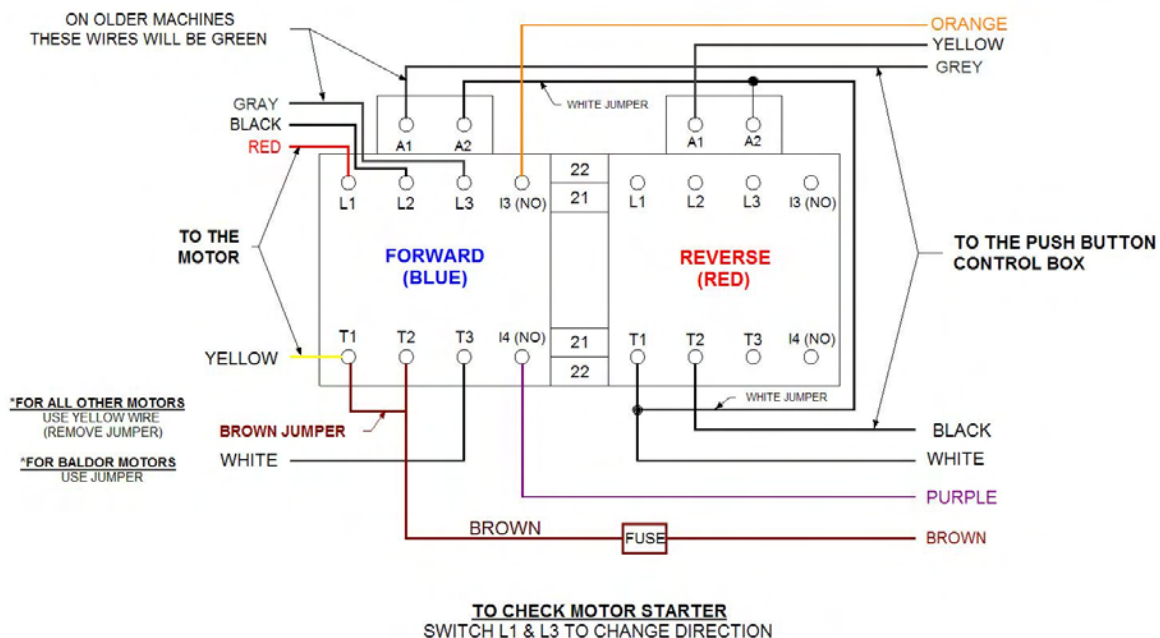 ON OLDER MACHINES
THESE WIRES WILL BE GREEN
ORANGE
YELLOW
GREY
WHITE JUMPER
GRAY
BLACK
RED
A1 A2
A1 A2
L1 L2 L3 I3 (NO)
22
21
L1 L2 L3 I3 (NO)
TO THE
MOTOR
FORWARD
(BLUE)
REVERSE
(RED)
TO THE PUSH BUTTON
CONTROL BOX
T1 T2 T3 I4 (NO)
21
22
T1 T2 T3 I4 (NO)
YELLOW
*FOR ALL OTHER MOTORS
USE YELLOW WIRE
(REMOVE JUMPER)
*FOR BALDOR MOTORS
USE JUMPER
BROWN JUMPER
WHITE
WHITE JUMPER
BLACK
WHITE
PURPLE
BROWN
FUSE
BROWN
TO CHECK MOTOR STARTER
SWITCH L1 & L3 TO CHANGE DIRECTION